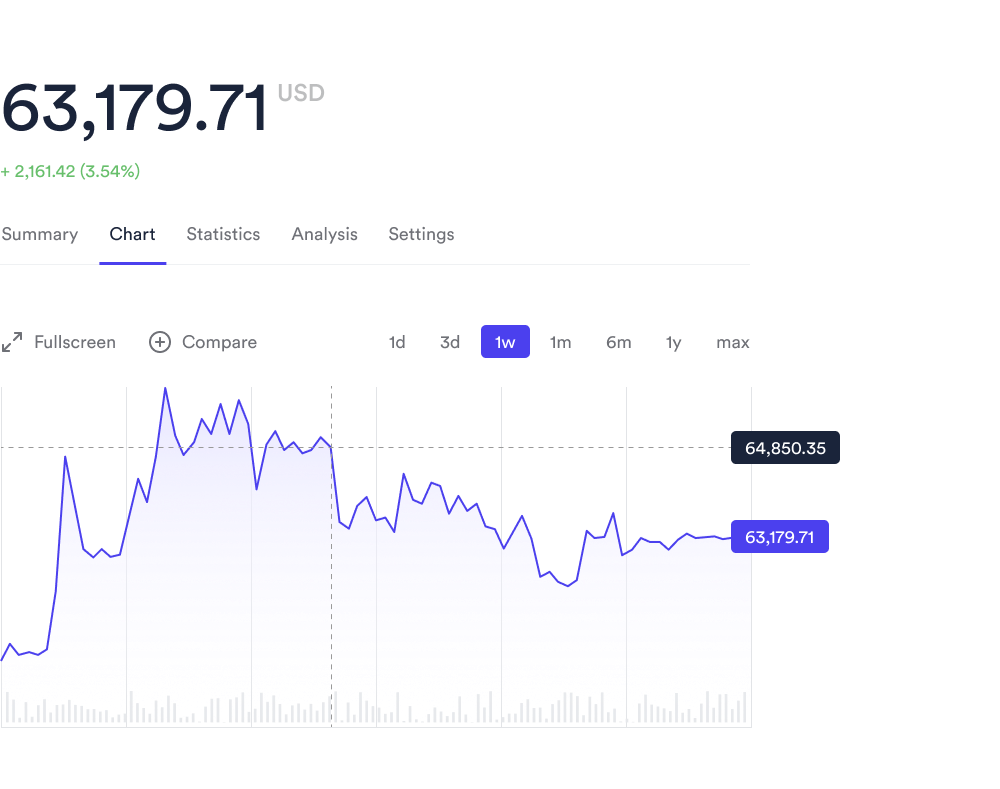 63,179.71 USD
+ 2,161.42 (3.54%)
Summary Chart Statistics Analysis Settings
Fullscreen Compare 1d 3d 1w 1m 6m 1y max
64,850.35
63,179.71